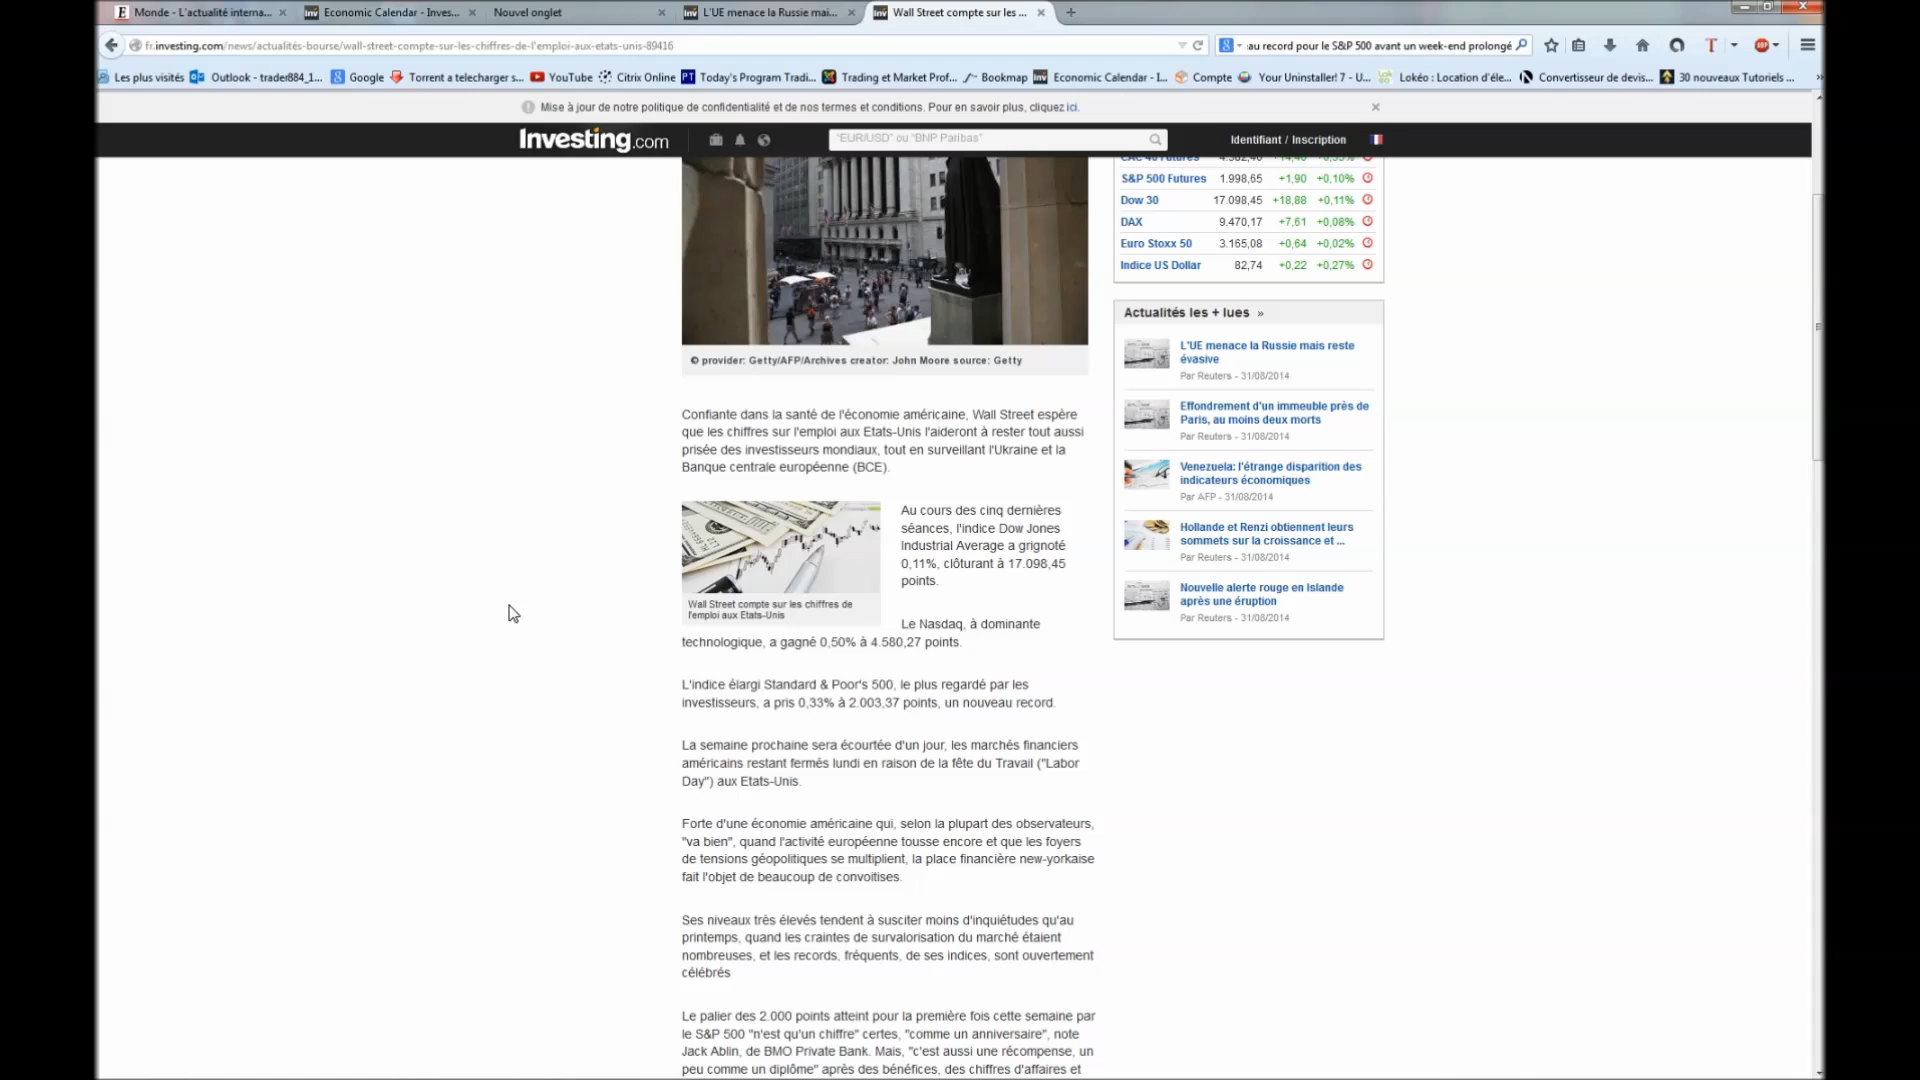 Monde - L'actualité interna...
Economic Calendar - Inves...
Nouvel onglet
L'UE menace la Russie mai...
Wall Street compte sur les ...
fr.investing.com/news/actualités-bourse/wall-street-compte-sur-les-chiffres-de-l'emploi-aux-etats-unis-89416
au record pour le S&P 500 avant un week-end prolongé
Les plus visités
Outlook - trader884_1...
Google
Torrent a telecharger s...
YouTube
Citrix Online
Today's Program Tradi...
Trading et Market Prof...
Bookmap
Economic Calendar - I...
Compte
Your Uninstaller! 7 - U...
Lokéo : Location d'éle...
Convertisseur de devis...
30 nouveaux Tutoriels ...
Mise à jour de notre politique de confidentialité et de nos termes et conditions. Pour en savoir plus, cliquez ici.
Investing.com
"EUR/USD" ou "BNP Paribas"
Identifiant / Inscription
CAC 40 Futures 4.382,40 +14,40 +0,33%
S&P 500 Futures 1.998,65 +1,90 +0,10%
Dow 30 17.098,45 +18,88 +0,11%
DAX 9.470,17 +7,61 +0,08%
Euro Stoxx 50 3.165,08 +0,64 +0,02%
Indice US Dollar 82,74 +0,22 +0,27%
© provider: Getty/AFP/Archives creator: John Moore source: Getty
Confiante dans la santé de l'économie américaine, Wall Street espère
que les chiffres sur l'emploi aux Etats-Unis l'aideront à rester tout aussi
prisée des investisseurs mondiaux, tout en surveillant l'Ukraine et la
Banque centrale européenne (BCE).
Wall Street compte sur les chiffres de
l'emploi aux Etats-Unis
Au cours des cinq dernières
séances, l'indice Dow Jones
Industrial Average a grignoté
0,11%, clôturant à 17.098,45
points.
Le Nasdaq, à dominante
technologique, a gagné 0,50% à 4.580,27 points.
L'indice élargi Standard & Poor's 500, le plus regardé par les
investisseurs, a pris 0,33% à 2.003,37 points, un nouveau record.
La semaine prochaine sera écourtée d'un jour, les marchés financiers
américains restant fermés lundi en raison de la fête du Travail ("Labor
Day") aux Etats-Unis.
Forte d'une économie américaine qui, selon la plupart des observateurs,
"va bien", quand l'activité européenne tousse encore et que les foyers
de tensions géopolitiques se multiplient, la place financière new-yorkaise
fait l'objet de beaucoup de convoitises.
Ses niveaux très élevés tendent à susciter moins d'inquiétudes qu'au
printemps, quand les craintes de survalorisation du marché étaient
nombreuses, et les records, fréquents, de ses indices, sont ouvertement
célébrés
Le palier des 2.000 points atteint pour la première fois cette semaine par
le S&P 500 "n'est qu'un chiffre" certes, "comme un anniversaire", note
Jack Ablin, de BMO Private Bank. Mais, "c'est aussi une récompense, un
peu comme un diplôme" après des bénéfices, des chiffres d'affaires et
Actualités les + lues »
L'UE menace la Russie mais reste
évasive
Par Reuters - 31/08/2014
Effondrement d'un immeuble près de
Paris, au moins deux morts
Par Reuters - 31/08/2014
Venezuela: l'étrange disparition des
indicateurs économiques
Par AFP - 31/08/2014
Hollande et Renzi obtiennent leurs
sommets sur la croissance et ...
Par Reuters - 31/08/2014
Nouvelle alerte rouge en Islande
après une éruption
Par Reuters - 31/08/2014